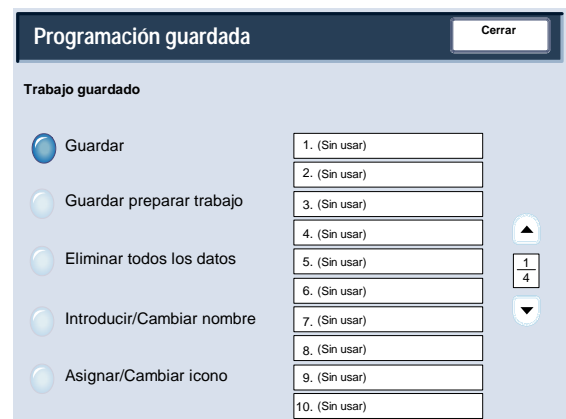 Programación guardada
Cerrar
Trabajo guardado
Guardar
Guardar preparar trabajo
Eliminar todos los datos
Introducir/Cambiar nombre
Asignar/Cambiar icono
1. (Sin usar)
2. (Sin usar)
3. (Sin usar)
4. (Sin usar)
5. (Sin usar)
6. (Sin usar)
7. (Sin usar)
8. (Sin usar)
9. (Sin usar)
10. (Sin usar)
1
4